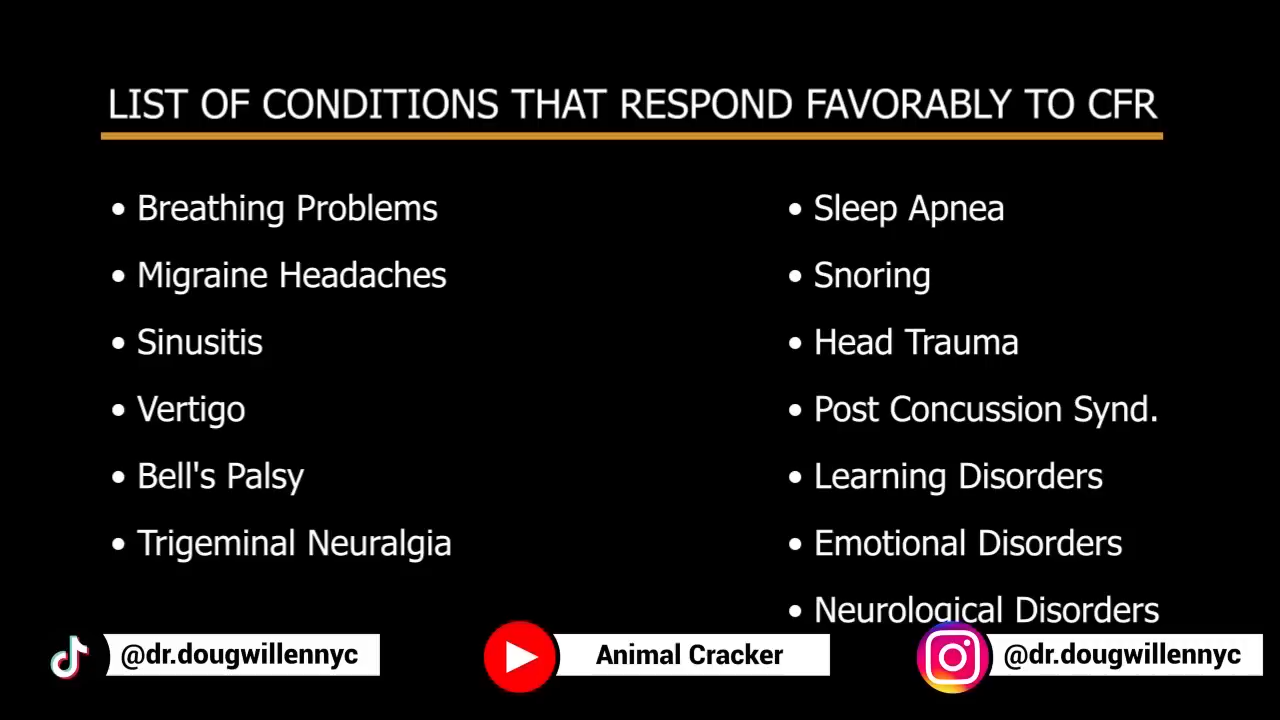 LIST OF CONDITIONS THAT RESPOND FAVORABLY TO CFR
• Breathing Problems
• Migraine Headaches
• Sinusitis
• Vertigo
• Bell's Palsy
• Trigeminal Neuralgia
• Sleep Apnea
• Snoring
• Head Trauma
• Post Concussion Synd.
• Learning Disorders
• Emotional Disorders
• Neurological Disorders
@dr.dougwillennyc
Animal Cracker
@dr.dougwillennyc